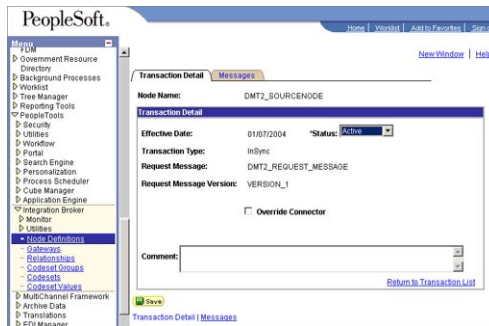 PeopleSoft.
Home | Worklist | Add to Favorites | Sign
Menu
FDM
Government Resource
Directory
Background Processes
Worklist
Tree Manager
Reporting Tools
PeopleTools
Security
Utilities
Workflow
Portal
Search Engine
Personalization
Process Scheduler
Cube Manager
Application Engine
Integration Broker
Monitor
Utilities
- Node Definitions
- Gateways
- Relationships
- Codeset Groups
- Codesets
- Codeset Values
MultiChannel Framework
Archive Data
Translations
EDI Manager
New Window | Help
Transaction Detail Messages
Node Name: DMT2_SOURCENODE
Transaction Detail
Effective Date: 01/07/2004 *Status: Active
Transaction Type: InSync
Request Message: DMT2_REQUEST_MESSAGE
Request Message Version: VERSION_1
Override Connector
Comment:
Return to Transaction List
Save
Transaction Detail | Messages